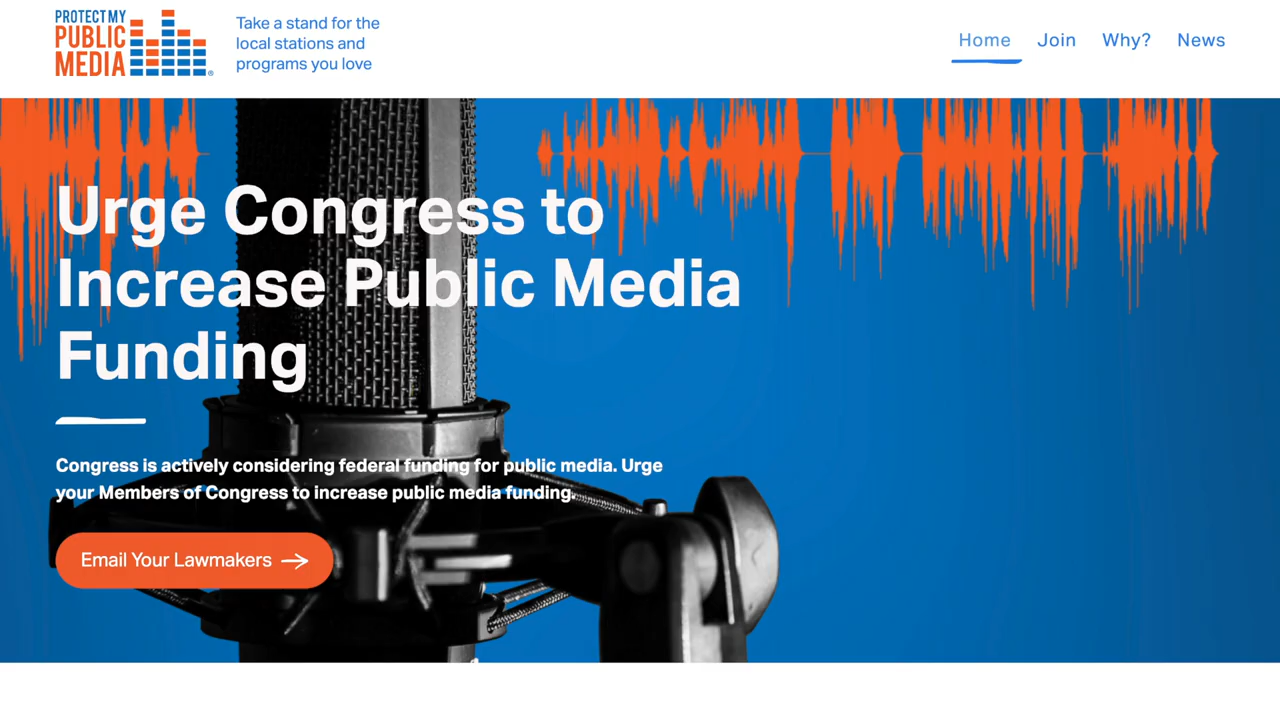 PROTECT MY
PUBLIC
MEDIA
®
Take a stand for the
local stations and
programs you love
Home Join Why? News
Urge Congress to
Increase Public Media
Funding
Congress is actively considering federal funding for public media. Urge
your Members of Congress to increase public media funding.
Email Your Lawmakers